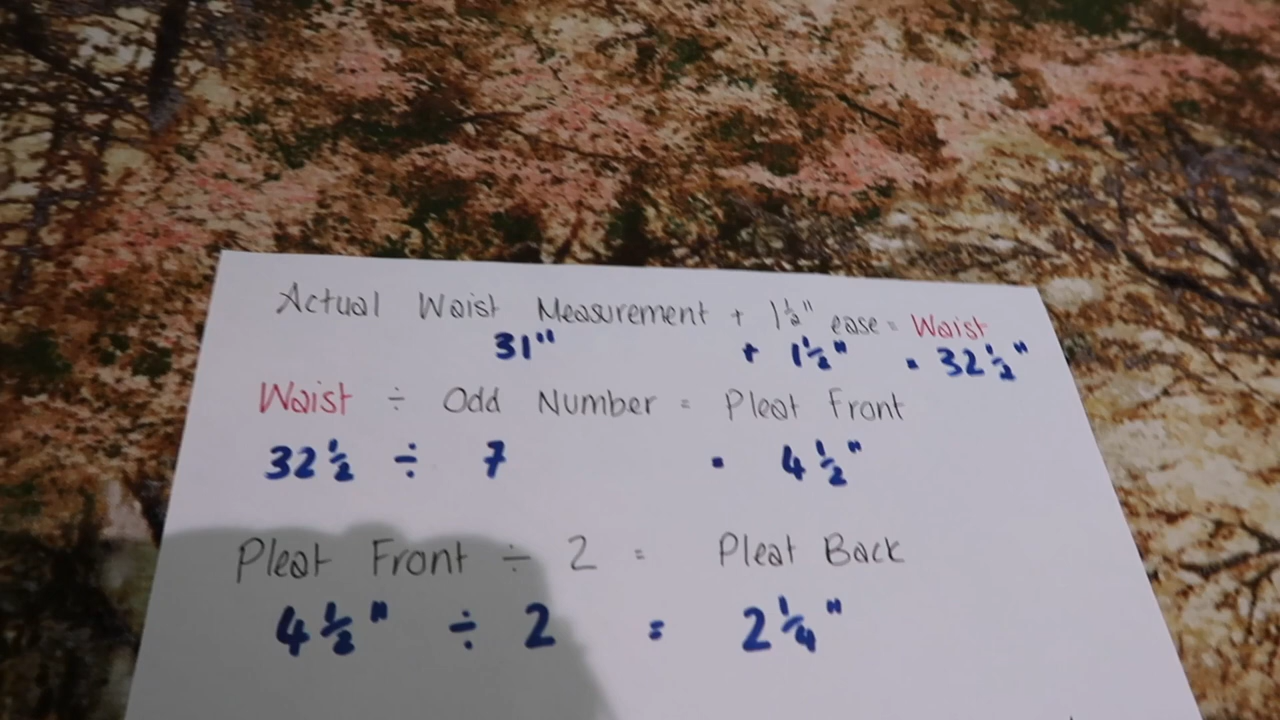 Actual Waist Measurement + 1½" ease = Waist
31" + 1½" = 32½"
Waist ÷ Odd Number = Pleat Front
32½ ÷ 7 = 4½"
Pleat Front ÷ 2 = Pleat Back
4½" ÷ 2 = 2¼"